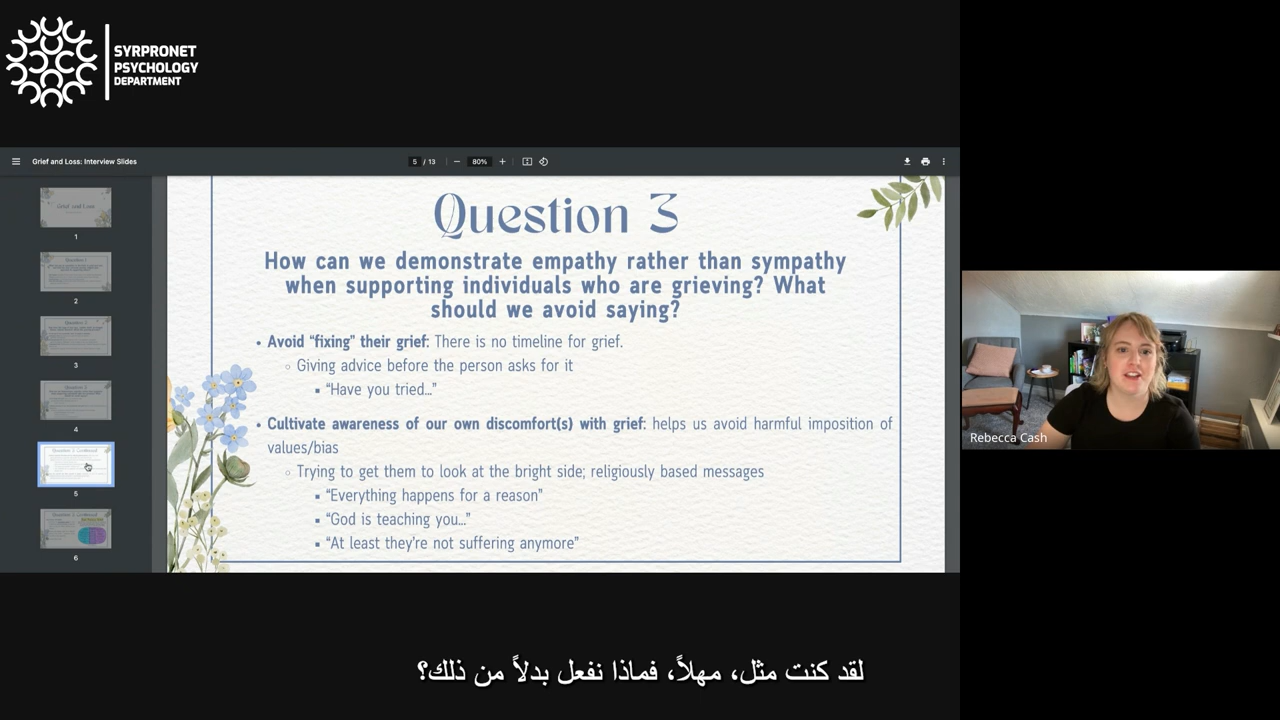 SYRPRONET
PSYCHOLOGY
DEPARTMENT
Grief and Loss: Interview Slides
5 / 13
80%
1
2
3
4
5
6
Question 3
How can we demonstrate empathy rather than sympathy
when supporting individuals who are grieving? What
should we avoid saying?
• Avoid “fixing” their grief: There is no timeline for grief.
◦ Giving advice before the person asks for it
▪ “Have you tried...”
• Cultivate awareness of our own discomfort(s) with grief: helps us avoid harmful imposition of
values/bias
◦ Trying to get them to look at the bright side; religiously based messages
▪ “Everything happens for a reason”
▪ “God is teaching you...”
▪ “At least they're not suffering anymore”
Rebecca Cash
لقد كنت مثل، مهلاً، فماذا نفعل بدلاً من ذلك؟